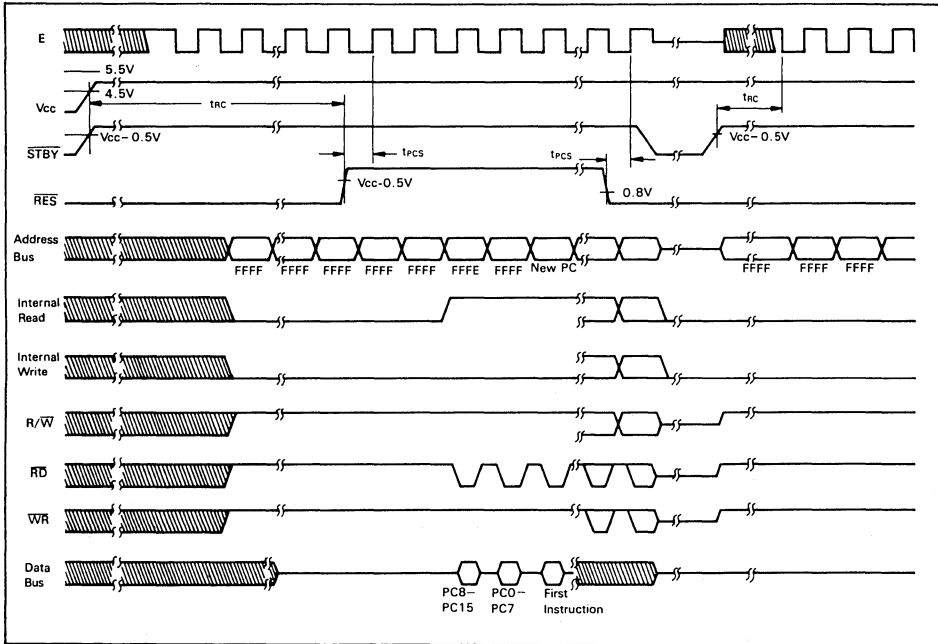 E
5.5V
4.5V
Vcc
tRC
tRC
Vcc-0.5V
Vcc-0.5V
STBY
tPCS
tPCS
Vcc-0.5V
0.8V
RES
Address
Bus
FFFF FFFF FFFF FFFF FFFF FFFE FFFF New PC FFFF FFFF FFFF
Internal
Read
Internal
Write
R/W
RD
WR
Data
Bus
PC8-
PC15
PC0-
PC7
First
Instruction